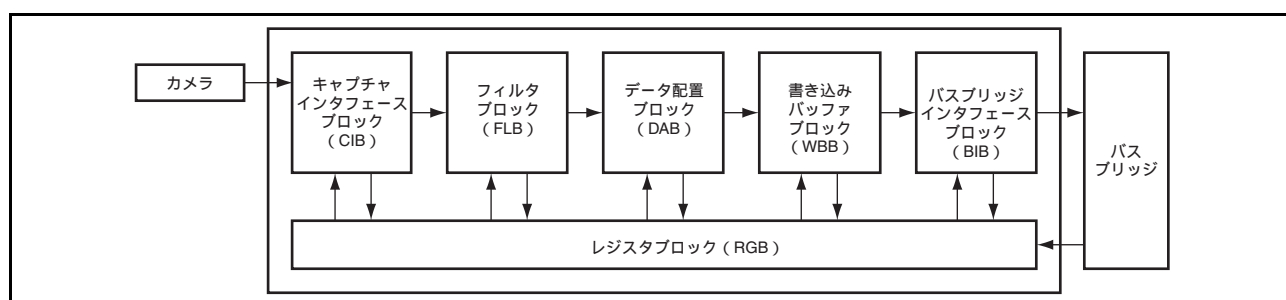 カメラ
キャプチャ
インタフェース
ブロック
(CIB)
フィルタ
ブロック
(FLB)
データ配置
ブロック
(DAB)
書き込み
バッファ
ブロック
(WBB)
バスブリッジ
インタフェース
ブロック
(BIB)
バス
ブリッジ
レジスタブロック(RGB)